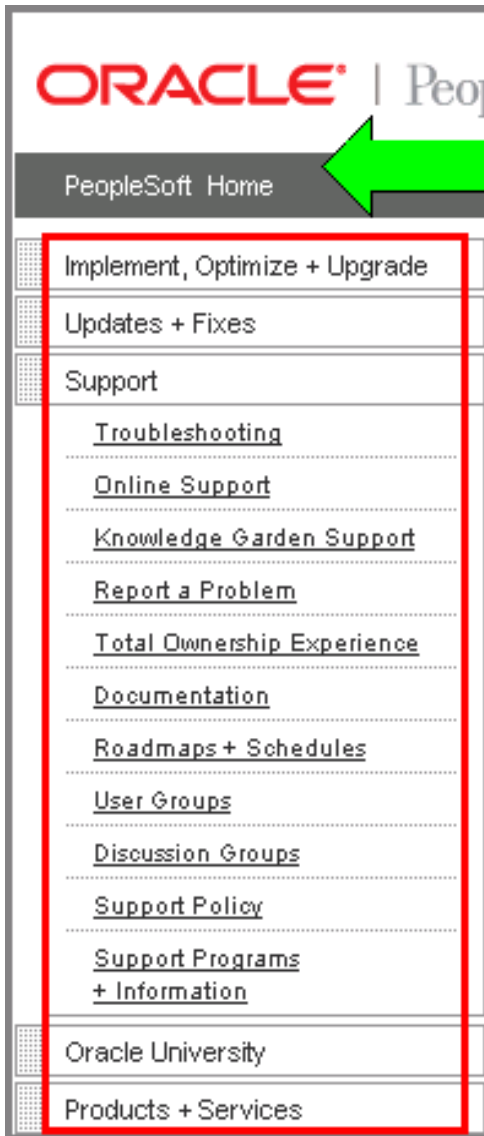 ORACLE | Peo
PeopleSoft Home
Implement, Optimize + Upgrade
Updates + Fixes
Support
Troubleshooting
Online Support
Knowledge Garden Support
Report a Problem
Total Ownership Experience
Documentation
Roadmaps + Schedules
User Groups
Discussion Groups
Support Policy
Support Programs
+ Information
Oracle University
Products + Services